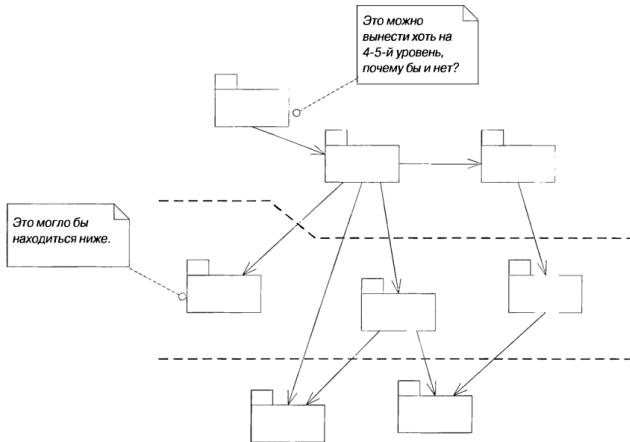 Это можно
вынести хоть на
4-5-й уровень,
почему бы и нет?
Это могло бы
находиться ниже.